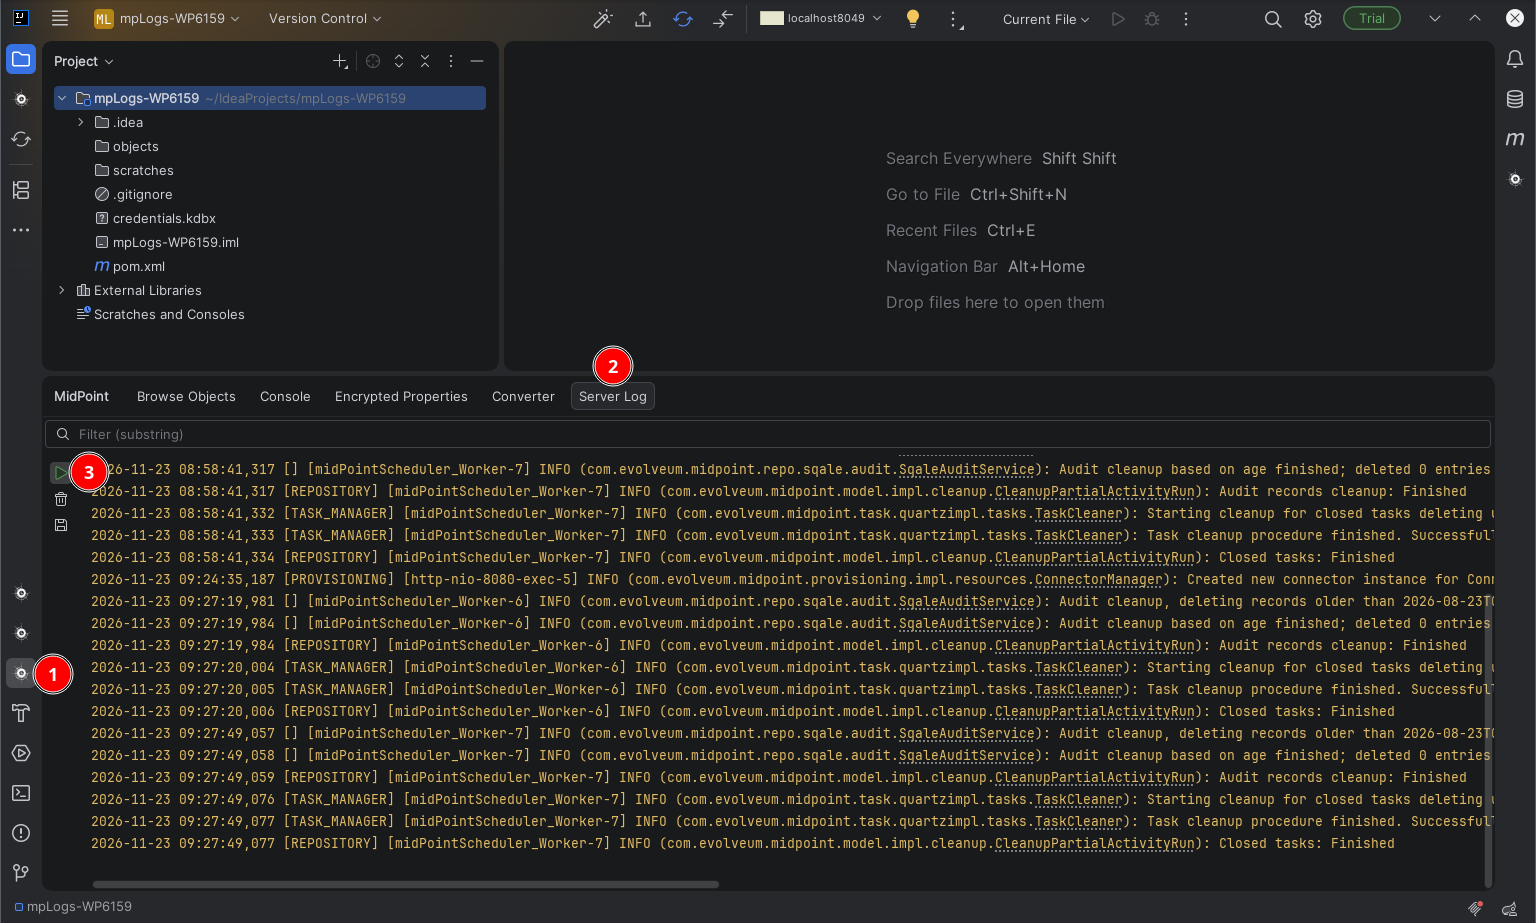 ML mpLogs-WP6159 Version Control localhost8049 Current File Trial
Project
mpLogs-WP6159 ~/IdeaProjects/mpLogs-WP6159
.idea
objects
scratches
.gitignore
credentials.kdbx
mpLogs-WP6159.iml
m pom.xml
External Libraries
Scratches and Consoles
Search Everywhere Shift Shift
Go to File Ctrl+Shift+N
Recent Files Ctrl+E
Navigation Bar Alt+Home
Drop files here to open them
m
2
MidPoint Browse Objects Console Encrypted Properties Converter Server Log
Filter (substring)
3
26-11-23 08:58:41,317 [] [midPointScheduler_Worker-7] INFO (com.evolveum.midpoint.repo.sqale.audit.SqaleAuditService): Audit cleanup based on age finished; deleted 0 entries
2026-11-23 08:58:41,317 [REPOSITORY] [midPointScheduler_Worker-7] INFO (com.evolveum.midpoint.model.impl.cleanup.CleanupPartialActivityRun): Audit records cleanup: Finished
2026-11-23 08:58:41,332 [TASK_MANAGER] [midPointScheduler_Worker-7] INFO (com.evolveum.midpoint.task.quartzimpl.tasks.TaskCleaner): Starting cleanup for closed tasks deleting
2026-11-23 08:58:41,333 [TASK_MANAGER] [midPointScheduler_Worker-7] INFO (com.evolveum.midpoint.task.quartzimpl.tasks.TaskCleaner): Task cleanup procedure finished. Successfull
2026-11-23 08:58:41,334 [REPOSITORY] [midPointScheduler_Worker-7] INFO (com.evolveum.midpoint.model.impl.cleanup.CleanupPartialActivityRun): Closed tasks: Finished
2026-11-23 09:24:35,187 [PROVISIONING] [http-nio-8080-exec-5] INFO (com.evolveum.midpoint.provisioning.impl.resources.ConnectorManager): Created new connector instance for Conn
2026-11-23 09:27:19,981 [] [midPointScheduler_Worker-6] INFO (com.evolveum.midpoint.repo.sqale.audit.SqaleAuditService): Audit cleanup, deleting records older than 2026-08-23T0
2026-11-23 09:27:19,984 [] [midPointScheduler_Worker-6] INFO (com.evolveum.midpoint.repo.sqale.audit.SqaleAuditService): Audit cleanup based on age finished; deleted 0 entries
2026-11-23 09:27:19,984 [REPOSITORY] [midPointScheduler_Worker-6] INFO (com.evolveum.midpoint.model.impl.cleanup.CleanupPartialActivityRun): Audit records cleanup: Finished
2026-11-23 09:27:20,004 [TASK_MANAGER] [midPointScheduler_Worker-6] INFO (com.evolveum.midpoint.task.quartzimpl.tasks.TaskCleaner): Starting cleanup for closed tasks deleting
2026-11-23 09:27:20,005 [TASK_MANAGER] [midPointScheduler_Worker-6] INFO (com.evolveum.midpoint.task.quartzimpl.tasks.TaskCleaner): Task cleanup procedure finished. Successfull
2026-11-23 09:27:20,006 [REPOSITORY] [midPointScheduler_Worker-6] INFO (com.evolveum.midpoint.model.impl.cleanup.CleanupPartialActivityRun): Closed tasks: Finished
2026-11-23 09:27:49,057 [] [midPointScheduler_Worker-7] INFO (com.evolveum.midpoint.repo.sqale.audit.SqaleAuditService): Audit cleanup, deleting records older than 2026-08-23T0
2026-11-23 09:27:49,058 [] [midPointScheduler_Worker-7] INFO (com.evolveum.midpoint.repo.sqale.audit.SqaleAuditService): Audit cleanup based on age finished; deleted 0 entries
2026-11-23 09:27:49,059 [REPOSITORY] [midPointScheduler_Worker-7] INFO (com.evolveum.midpoint.model.impl.cleanup.CleanupPartialActivityRun): Audit records cleanup: Finished
2026-11-23 09:27:49,076 [TASK_MANAGER] [midPointScheduler_Worker-7] INFO (com.evolveum.midpoint.task.quartzimpl.tasks.TaskCleaner): Starting cleanup for closed tasks deleting
2026-11-23 09:27:49,077 [TASK_MANAGER] [midPointScheduler_Worker-7] INFO (com.evolveum.midpoint.task.quartzimpl.tasks.TaskCleaner): Task cleanup procedure finished. Successfull
2026-11-23 09:27:49,077 [REPOSITORY] [midPointScheduler_Worker-7] INFO (com.evolveum.midpoint.model.impl.cleanup.CleanupPartialActivityRun): Closed tasks: Finished
1
mpLogs-WP6159